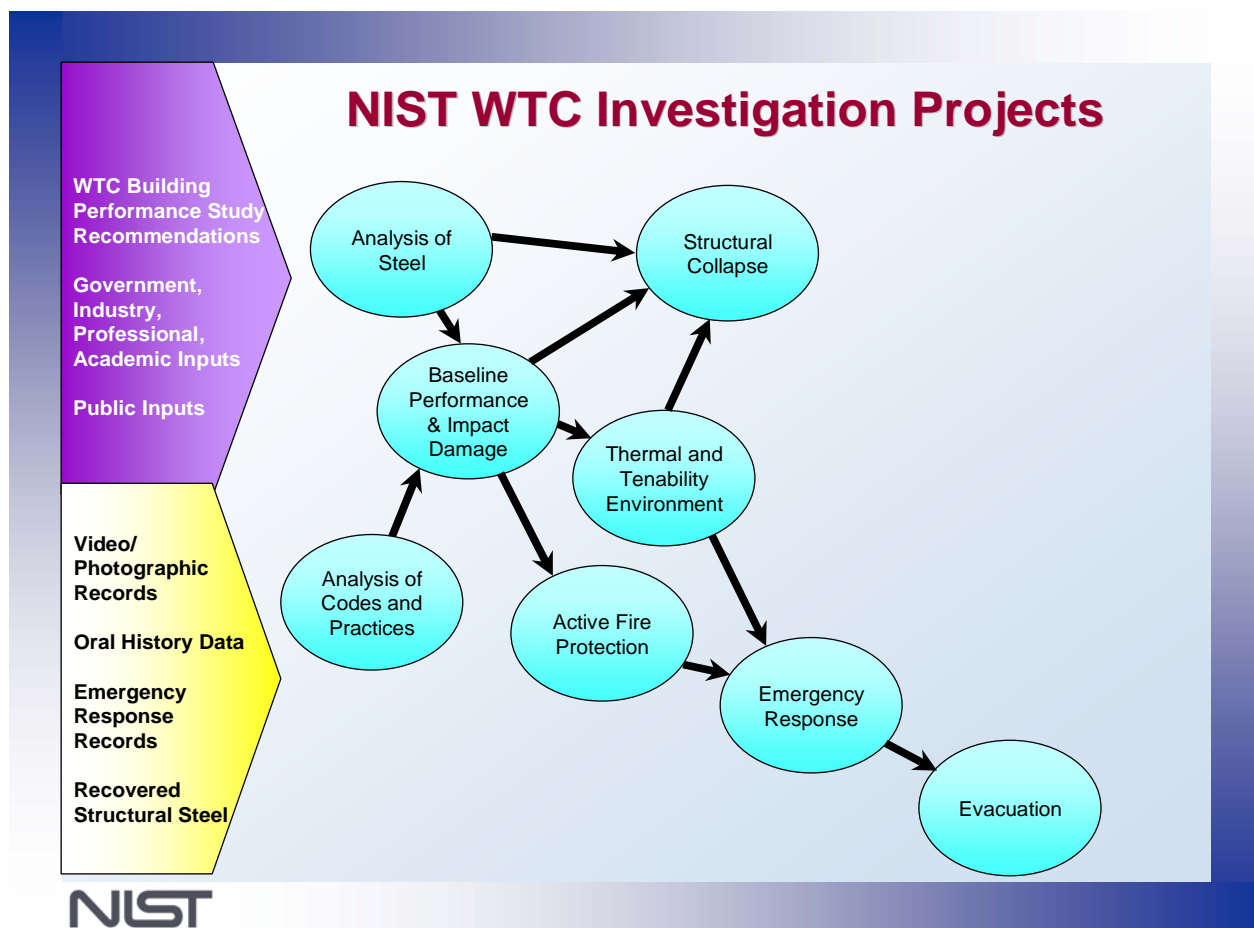 NIST WTC Investigation Projects
WTC Building
Performance Study
Recommendations
Government,
Industry,
Professional,
Academic Inputs
Public Inputs
Video/
Photographic
Records
Oral History Data
Emergency
Response
Records
Recovered
Structural Steel
Analysis of
Steel
Structural
Collapse
Baseline
Performance
& Impact
Damage
Thermal and
Tenability
Environment
Analysis of
Codes and
Practices
Active Fire
Protection
Emergency
Response
Evacuation
NIST